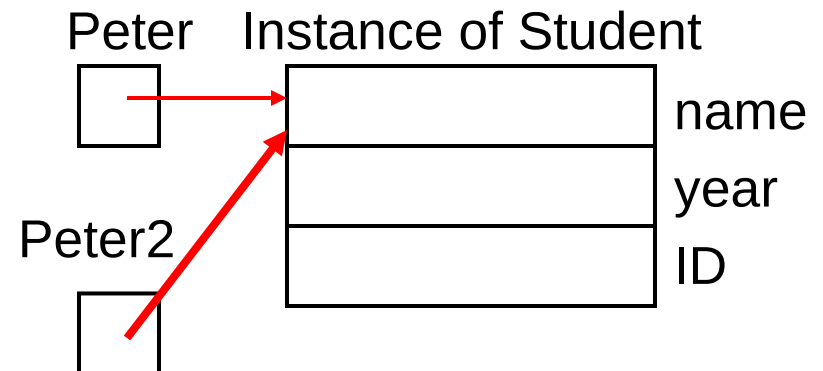 Peter Instance of Student
name
year
Peter2
ID